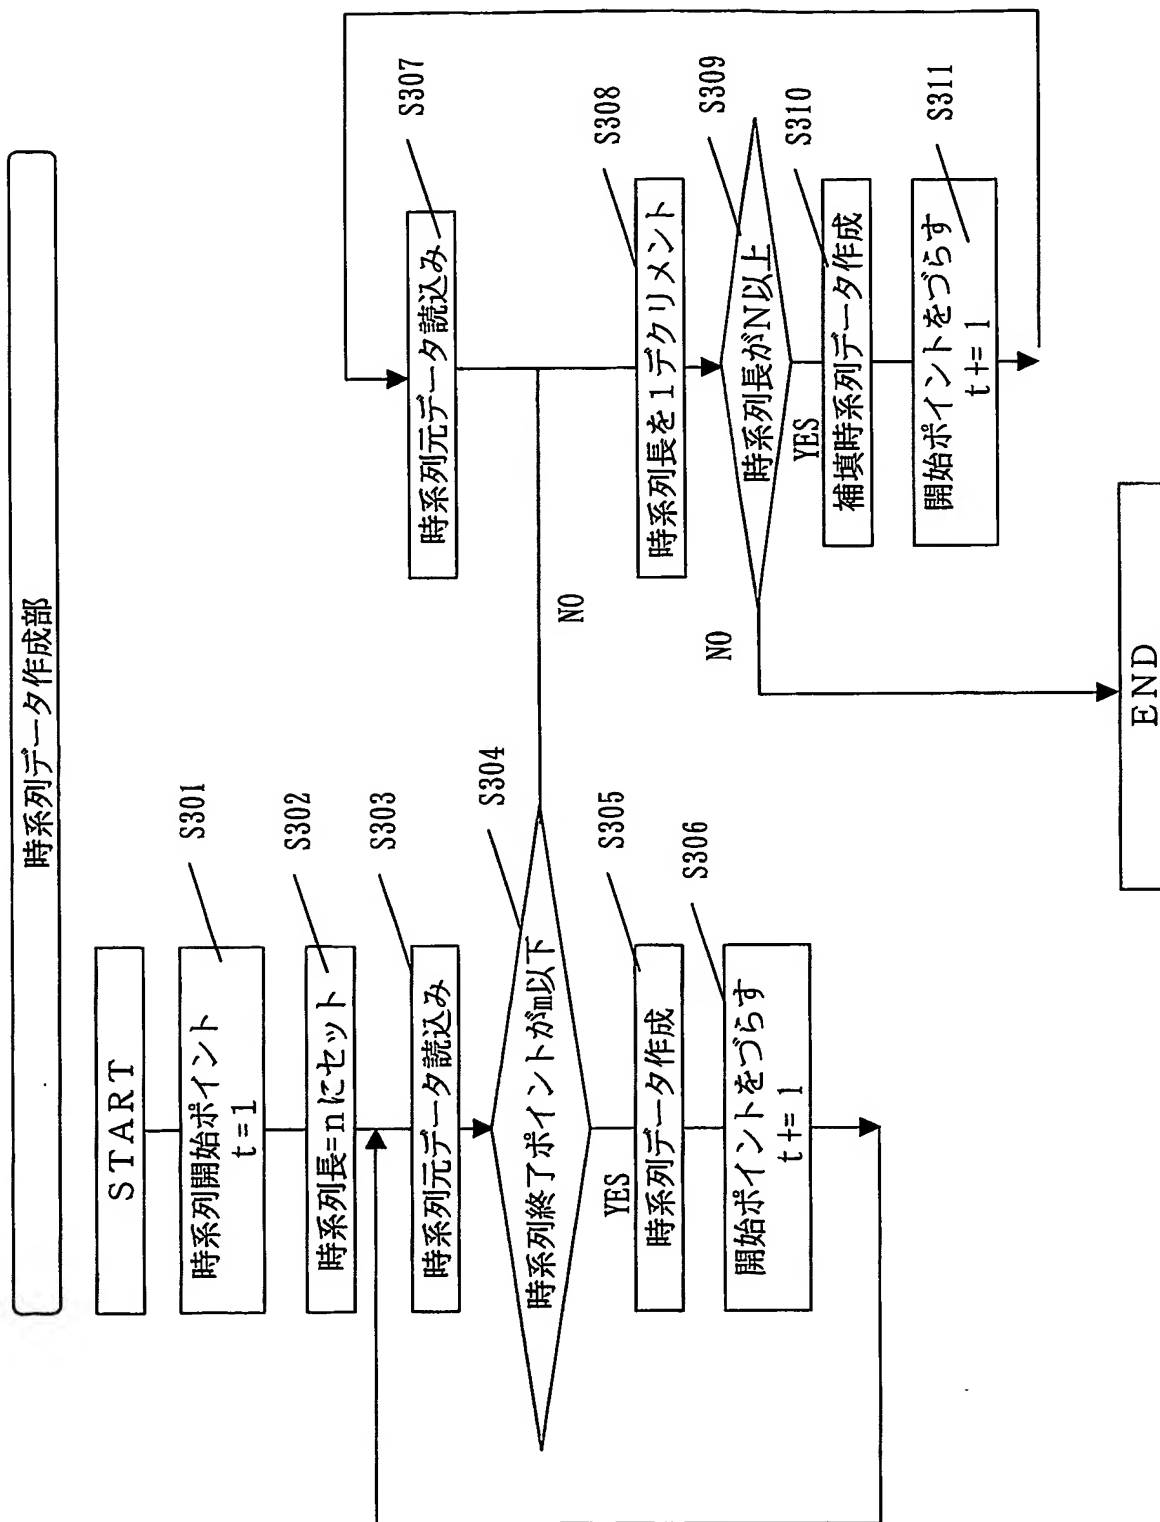 時系列データ作成部
START
時系列開始ポイント
t=1
S301
時系列長=nにセット
S302
時系列元データ読込み
S303
時系列終了ポイントがm以下
S304
YES
NO
時系列データ作成
S305
開始ポイントをづらす
t+=1
S306
時系列元データ読込み
S307
時系列長を1デクリメント
S308
時系列長がN以上
S309
YES
NO
補填時系列データ作成
S310
開始ポイントをづらす
t+=1
S311
END